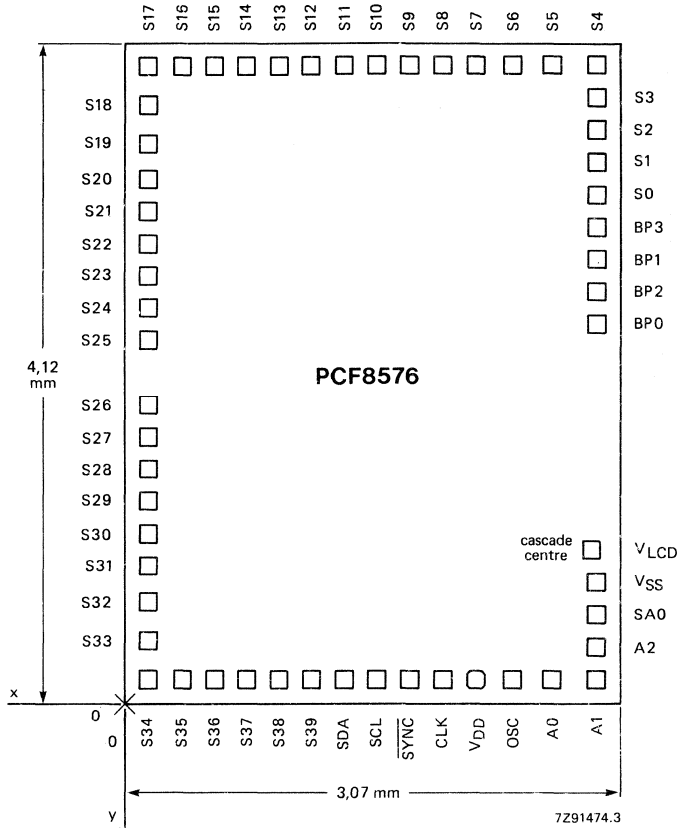 S17 S16 S15 S14 S13 S12 S11 S10 S9 S8 S7 S6 S5 S4
S18
S19
S20
S21
S22
S23
S24
S25
S26
S27
S28
S29
S30
S31
S32
S33
S3
S2
S1
S0
BP3
BP1
BP2
BP0
4,12
mm
PCF8576
cascade
centre
VLCD
VSS
SA0
A2
x
0
0
y
S34 S35 S36 S37 S38 S39 SDA SCL SYNC CLK VDD OSC A0 A1
3,07 mm
7Z91474.3